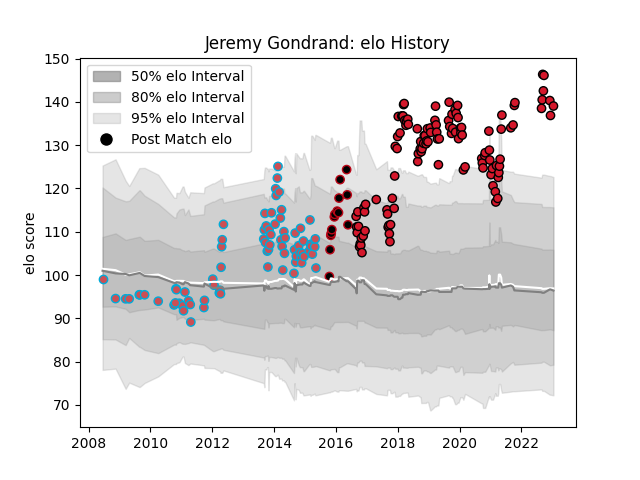 Jeremy Gondrand: elo History
150
140
130
120
110
100
90
80
70
elo score
50% elo Interval
80% elo Interval
95% elo Interval
Post Match elo
2008 2010 2012 2014 2016 2018 2020 2022